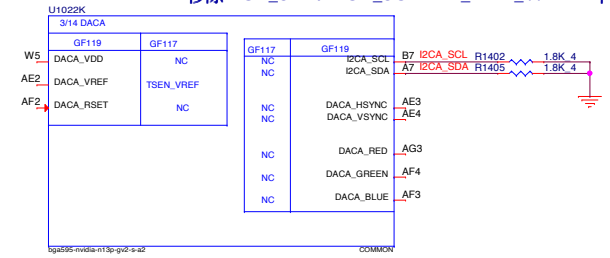 U1022K
3/14 DACA
GF119 GF117 GF117 GF119
W5 DACA_VDD NC NC I2CA_SCL B7 I2CA_SCL R1402 1.8K_4
NC I2CA_SDA A7 I2CA_SDA R1405 1.8K_4
AE2 DACA_VREF TSEN_VREF
AF2 DACA_RSET NC NC DACA_HSYNC AE3
NC DACA_VSYNC AE4
NC DACA_RED AG3
NC DACA_GREEN AF4
NC DACA_BLUE AF3
bga595-nvidia-n13p-gv2-s-a2 COMMON